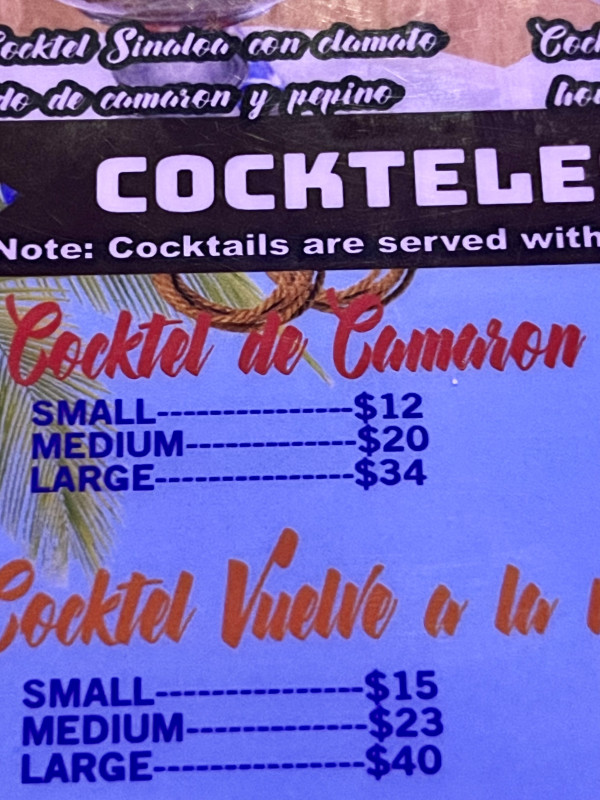 Cocktel Sinaloa con clamato
de camaron y pepino
COCKTELE
Note: Cocktails are served with
Cocktel de Camaron
SMALL----------------$12
MEDIUM--------------$20
LARGE----------------$34
Cocktel Vuelve a la
SMALL-----------------$15
MEDIUM---------------$23
LARGE-----------------$40